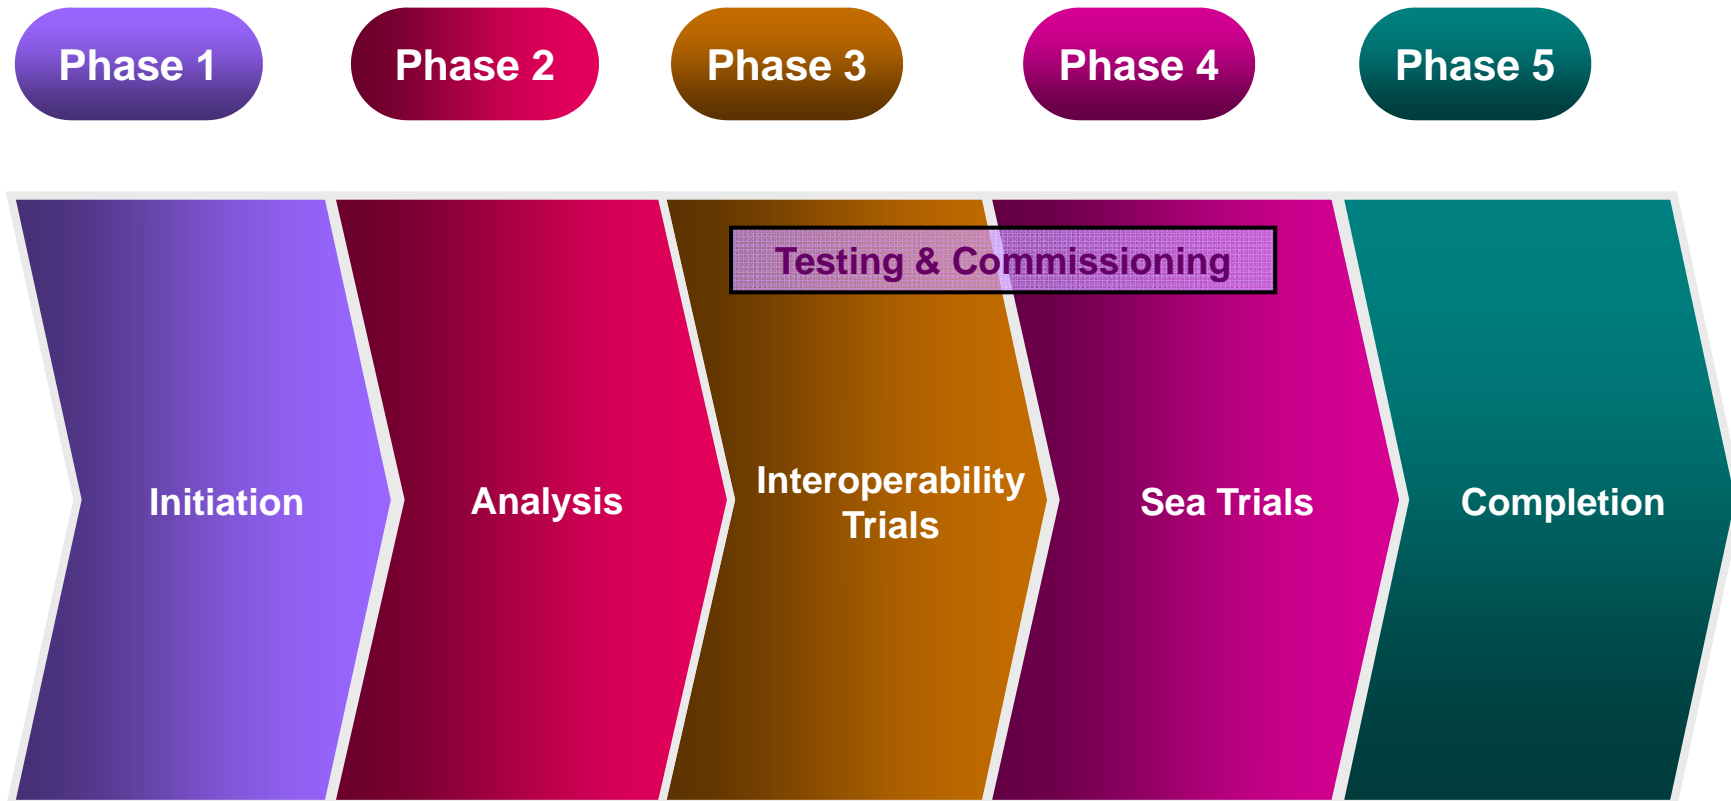 Phase 1
Phase 2
Phase 3
Phase 4
Phase 5
Testing & Commissioning
Initiation
Analysis
Interoperability
Trials
Sea Trials
Completion